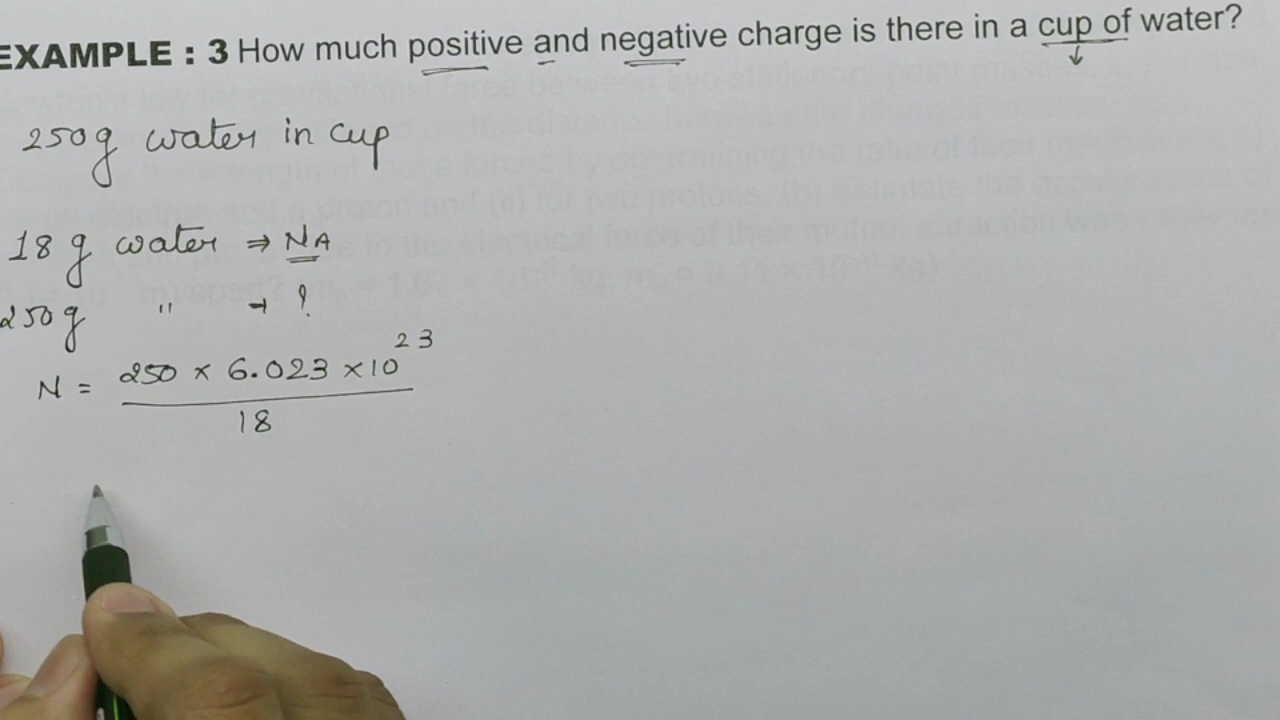 EXAMPLE : 3 How much positive and negative charge is there in a cup of water?
250g water in cup
18 g water ⇒ NA
250g " → ?
N = 250 × 6.023 × 10^23
18